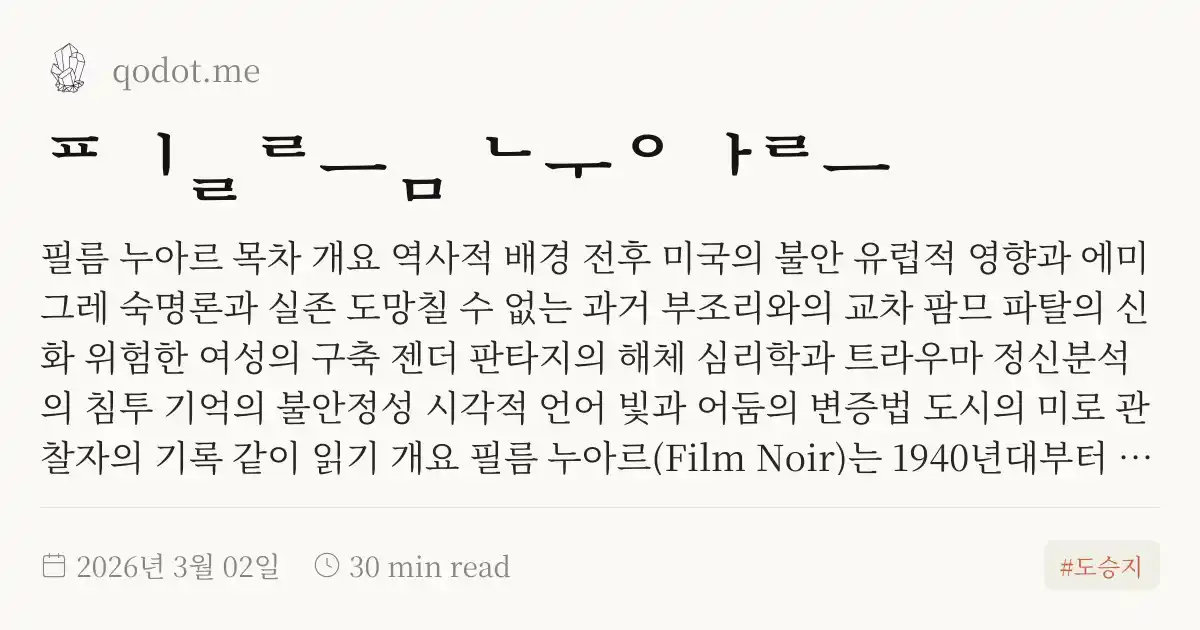 qodot.me
필름 누아르
필름 누아르 목차 개요 역사적 배경 전후 미국의 불안 유럽적 영향과 에미
그레 숙명론과 실존 도망칠 수 없는 과거 부조리와의 교차 팜므 파탈의 신
화 위험한 여성의 구축 젠더 판타지의 해체 심리학과 트라우마 정신분석
의 침투 기억의 불안정성 시각적 언어 빛과 어둠의 변증법 도시의 미로 관
찰자의 기록 같이 읽기 개요 필름 누아르(Film Noir)는 1940년대부터 …
2026년 3월 02일 30 min read
#도승지